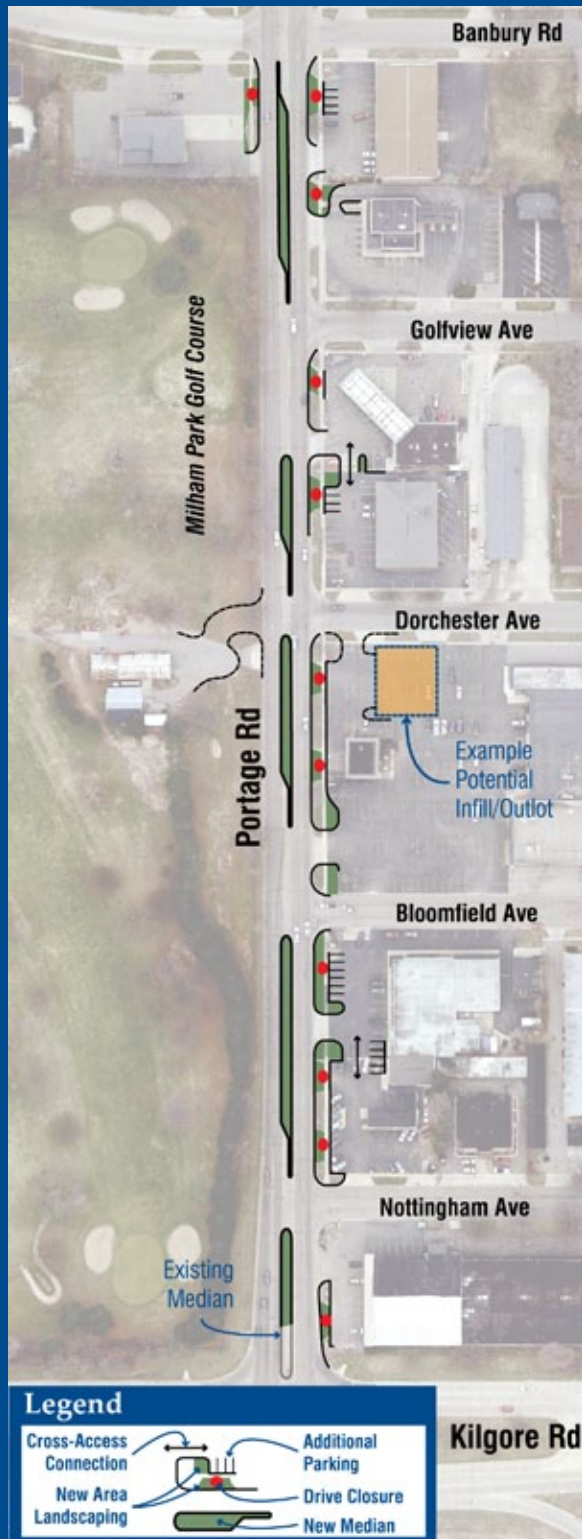 Banbury Rd
Golfview Ave
Milham Park Golf Course
Dorchester Ave
Portage Rd
Example
Potential
Infill/Outlot
Bloomfield Ave
Nottingham Ave
Existing
Median
Kilgore Rd
Legend
Cross-Access
Connection
Additional
Parking
New Area
Landscaping
Drive Closure
New Median